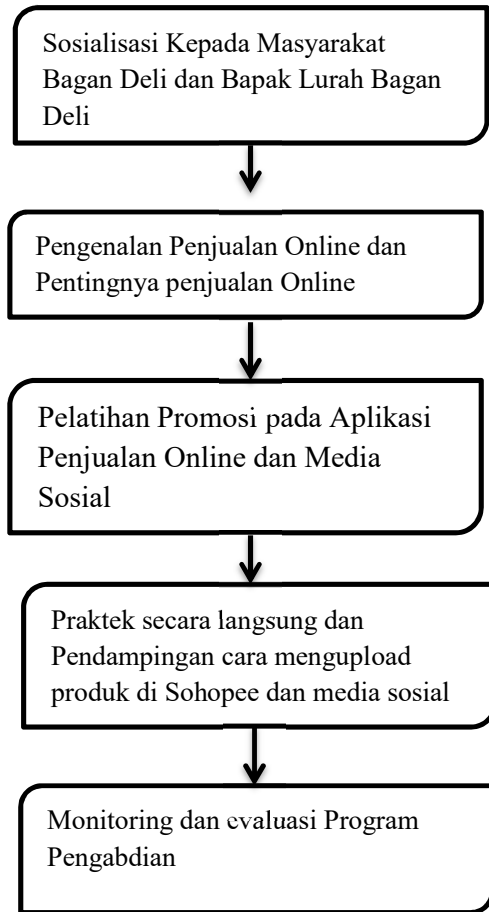 Sosialisasi Kepada Masyarakat
Bagan Deli dan Bapak Lurah Bagan
Deli
Pengenalan Penjualan Online dan
Pentingnya penjualan Online
Pelatihan Promosi pada Aplikasi
Penjualan Online dan Media
Sosial
Praktek secara langsung dan
Pendampingan cara mengupload
produk di Sohopee dan media sosial
Monitoring dan evaluasi Program
Pengabdian